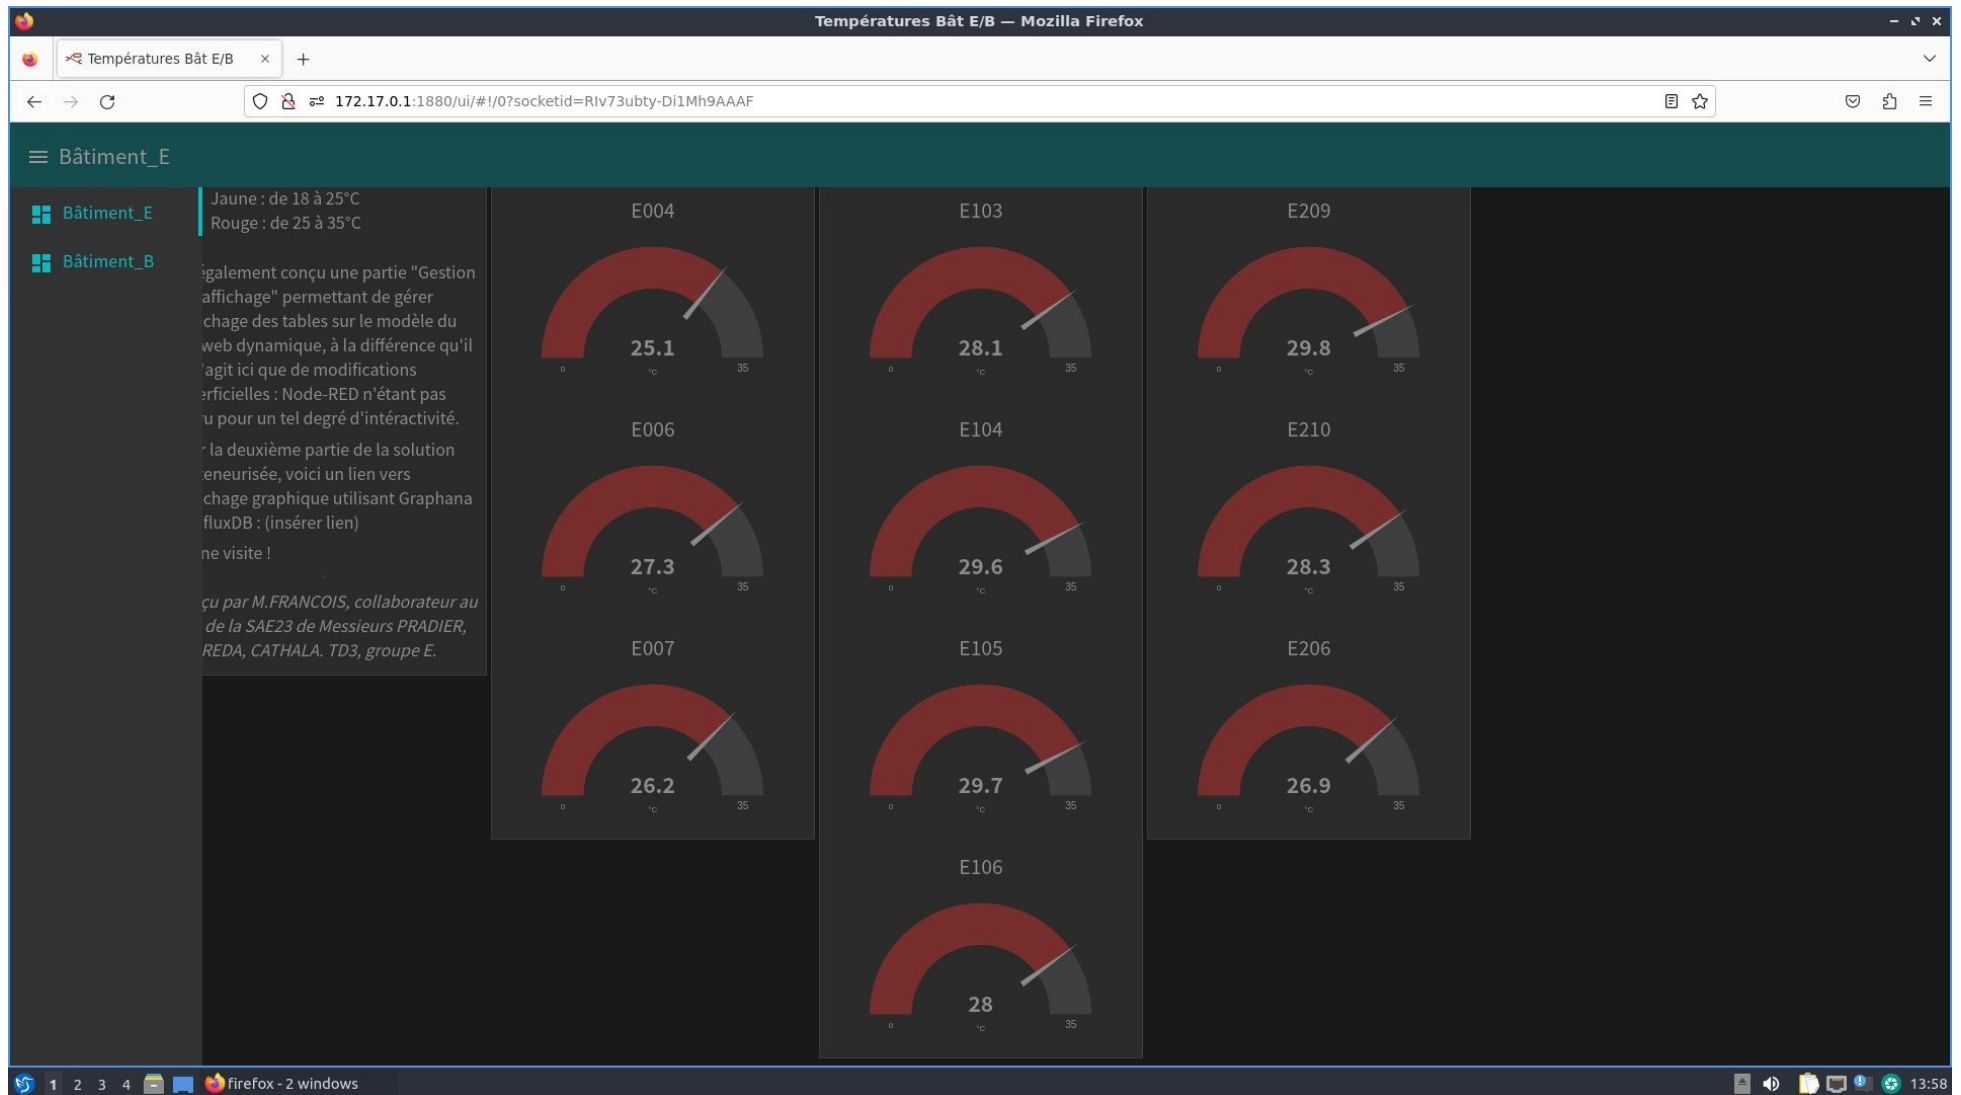 Températures Bât E/B — Mozilla Firefox
Températures Bât E/B
172.17.0.1:1880/ui/#!/0?socketid=RIv73ubty-Di1Mh9AAAF
Bâtiment_E
Bâtiment_E
Bâtiment_B
Jaune : de 18 à 25°C
Rouge : de 25 à 35°C
également conçu une partie "Gestion
affichage" permettant de gérer
chage des tables sur le modèle du
web dynamique, à la différence qu'il
'agit ici que de modifications
erficielles : Node-RED n'étant pas
u pour un tel degré d'intéractivité.
r la deuxième partie de la solution
teneurisée, voici un lien vers
chage graphique utilisant Graphana
fluxDB : (insérer lien)
ne visite !
çu par M.FRANCOIS, collaborateur au
de la SAE23 de Messieurs PRADIER,
REDA, CATHALA. TD3, groupe E.
E004
25.1
°C
0
35
E006
27.3
°C
0
35
E007
26.2
°C
0
35
E103
28.1
°C
0
35
E104
29.6
°C
0
35
E105
29.7
°C
0
35
E106
28
°C
0
35
E209
29.8
°C
0
35
E210
28.3
°C
0
35
E206
26.9
°C
0
35
1 2 3 4
firefox - 2 windows
13:58